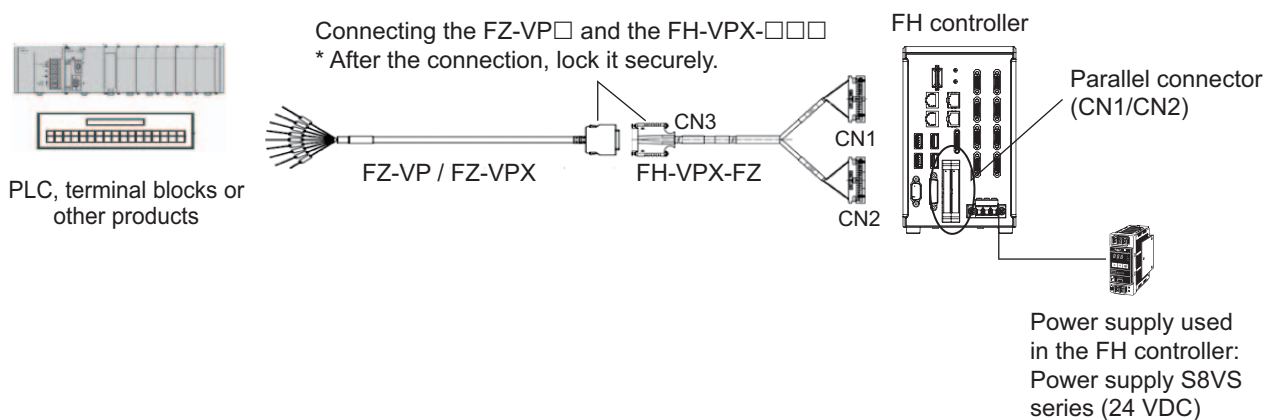 Connecting the FZ-VP□ and the FH-VPX-□□□
* After the connection, lock it securely.
FH controller
Parallel connector
(CN1/CN2)
CN3
CN1
FZ-VP / FZ-VPX
FH-VPX-FZ
CN2
PLC, terminal blocks or
other products
Power supply used
in the FH controller:
Power supply S8VS
series (24 VDC)